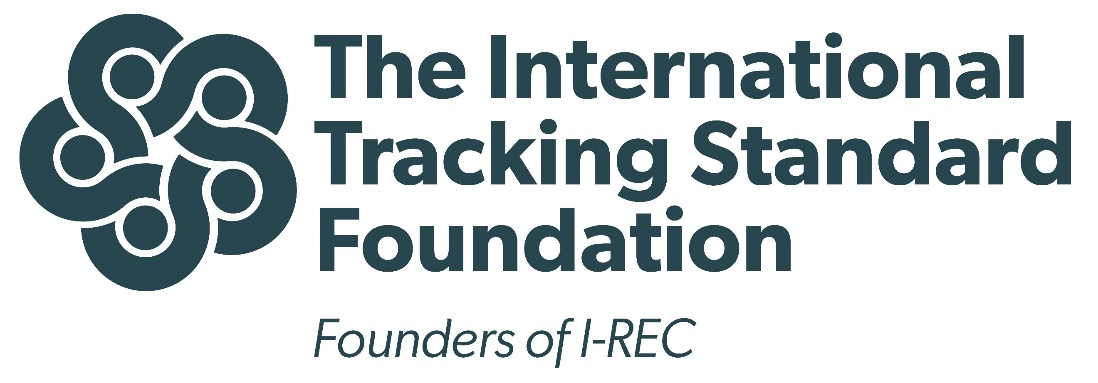 The International
Tracking Standard
Foundation
Founders of I-REC